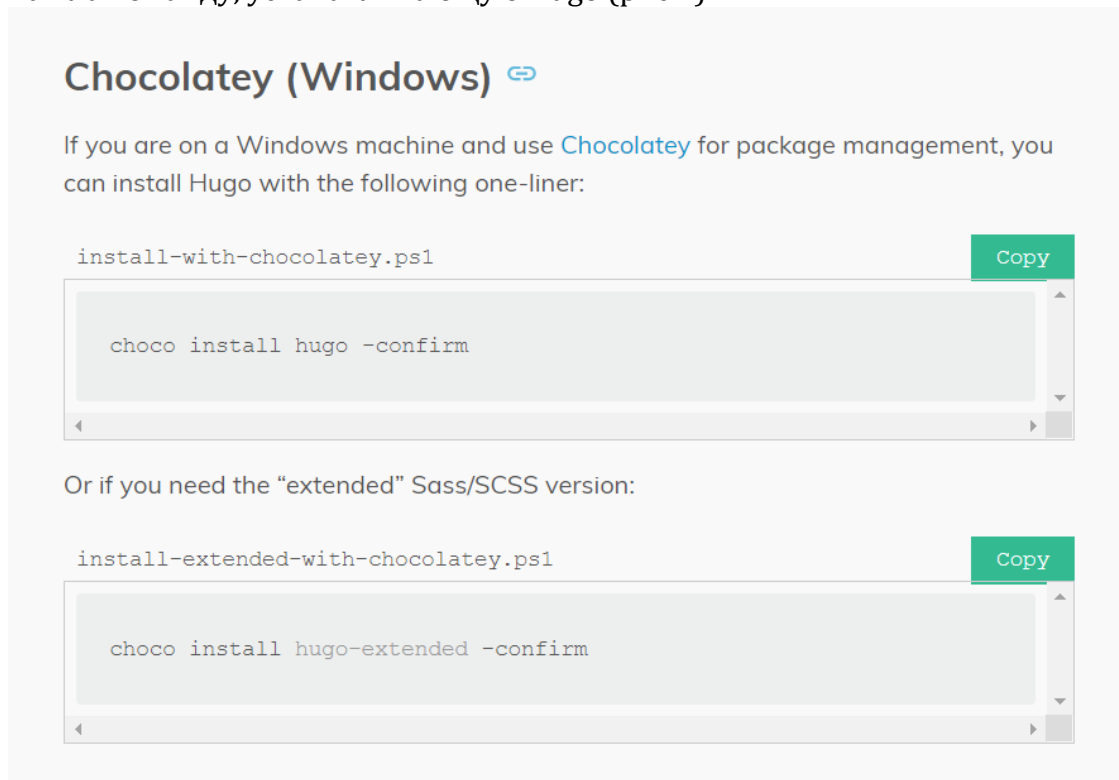 Chocolatey (Windows)
If you are on a Windows machine and use Chocolatey for package management, you
can install Hugo with the following one-liner:
install-with-chocolatey.ps1
Copy
choco install hugo -confirm
Or if you need the “extended” Sass/SCSS version:
install-extended-with-chocolatey.ps1
Copy
choco install hugo-extended -confirm